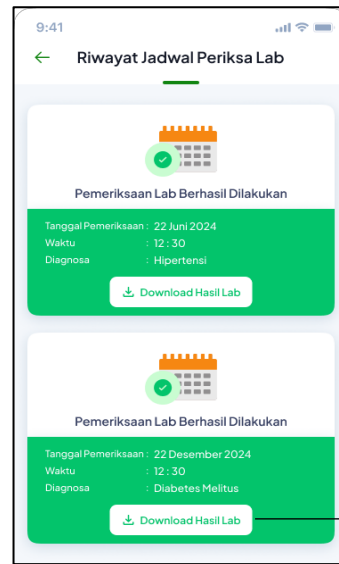 9:41
Riwayat Jadwal Periksa Lab
Pemeriksaan Lab Berhasil Dilakukan
Tanggal Pemeriksaan : 22 Juni 2024
Waktu : 12 : 30
Diagnosa : Hipertensi
Download Hasil Lab
Pemeriksaan Lab Berhasil Dilakukan
Tanggal Pemeriksaan : 22 Desember 2024
Waktu : 12 : 30
Diagnosa : Diabetes Melitus
Download Hasil Lab